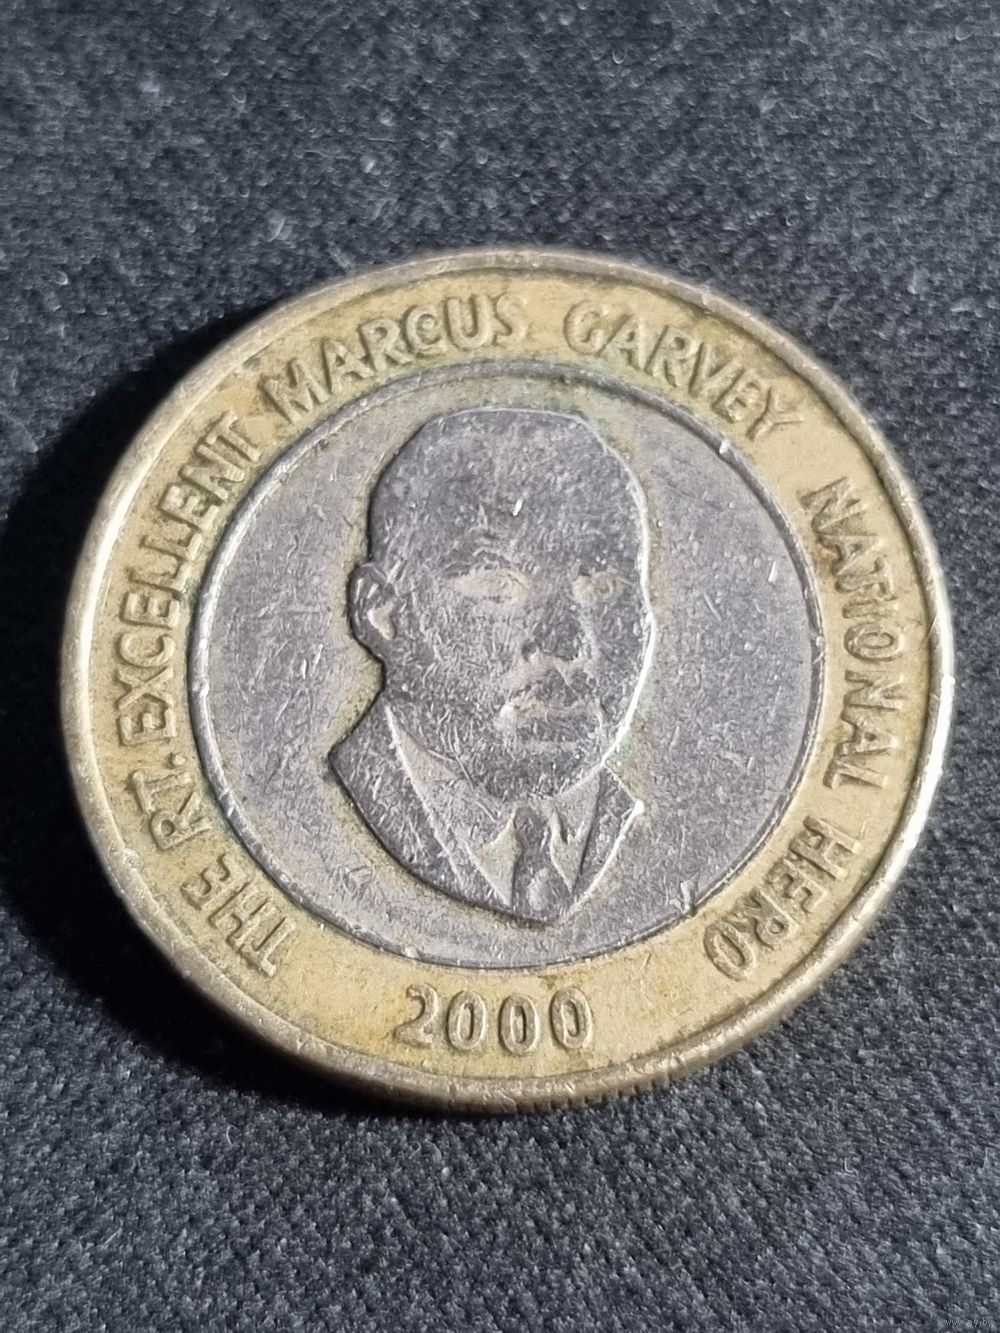 THE RT. EXCELLENT MARCUS GARVEY NATIONAL HERO
2000